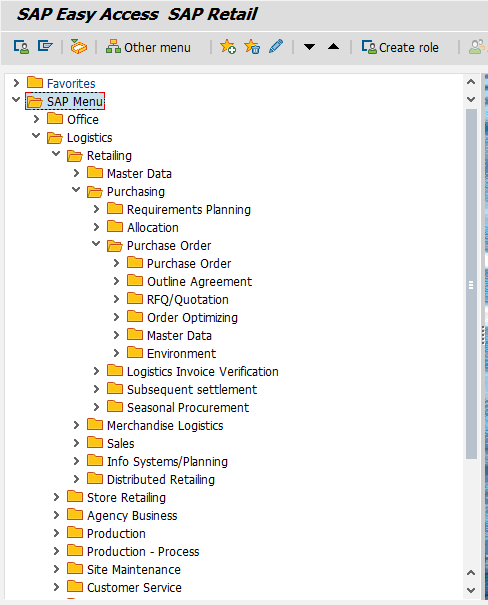 SAP Easy Access SAP Retail
Other menu Create role
Favorites
SAP Menu
Office
Logistics
Retailing
Master Data
Purchasing
Requirements Planning
Allocation
Purchase Order
Purchase Order
Outline Agreement
RFQ/Quotation
Order Optimizing
Master Data
Environment
Logistics Invoice Verification
Subsequent settlement
Seasonal Procurement
Merchandise Logistics
Sales
Info Systems/Planning
Distributed Retailing
Store Retailing
Agency Business
Production
Production - Process
Site Maintenance
Customer Service